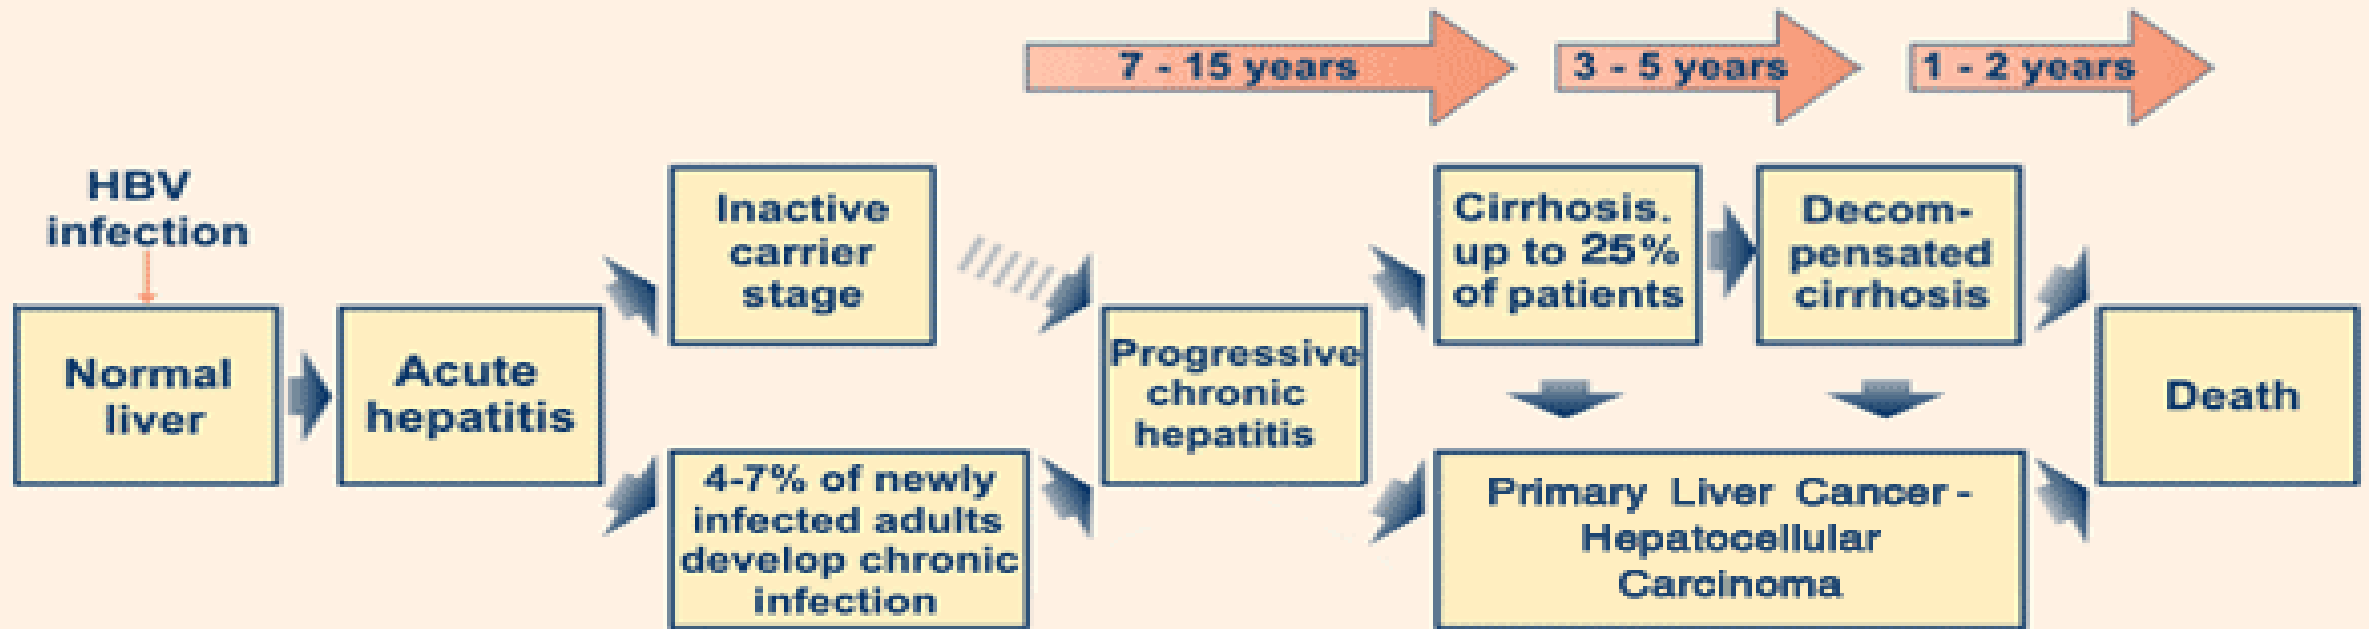 7 - 15 years
3 - 5 years
1 - 2 years
HBV
infection
Normal
liver
Acute
hepatitis
Inactive
carrier
stage
4-7% of newly
infected adults
develop chronic
infection
Progressive
chronic
hepatitis
Cirrhosis.
up to 25%
of patients
Decom-
pensated
cirrhosis
Primary Liver Cancer -
Hepatocellular
Carcinoma
Death